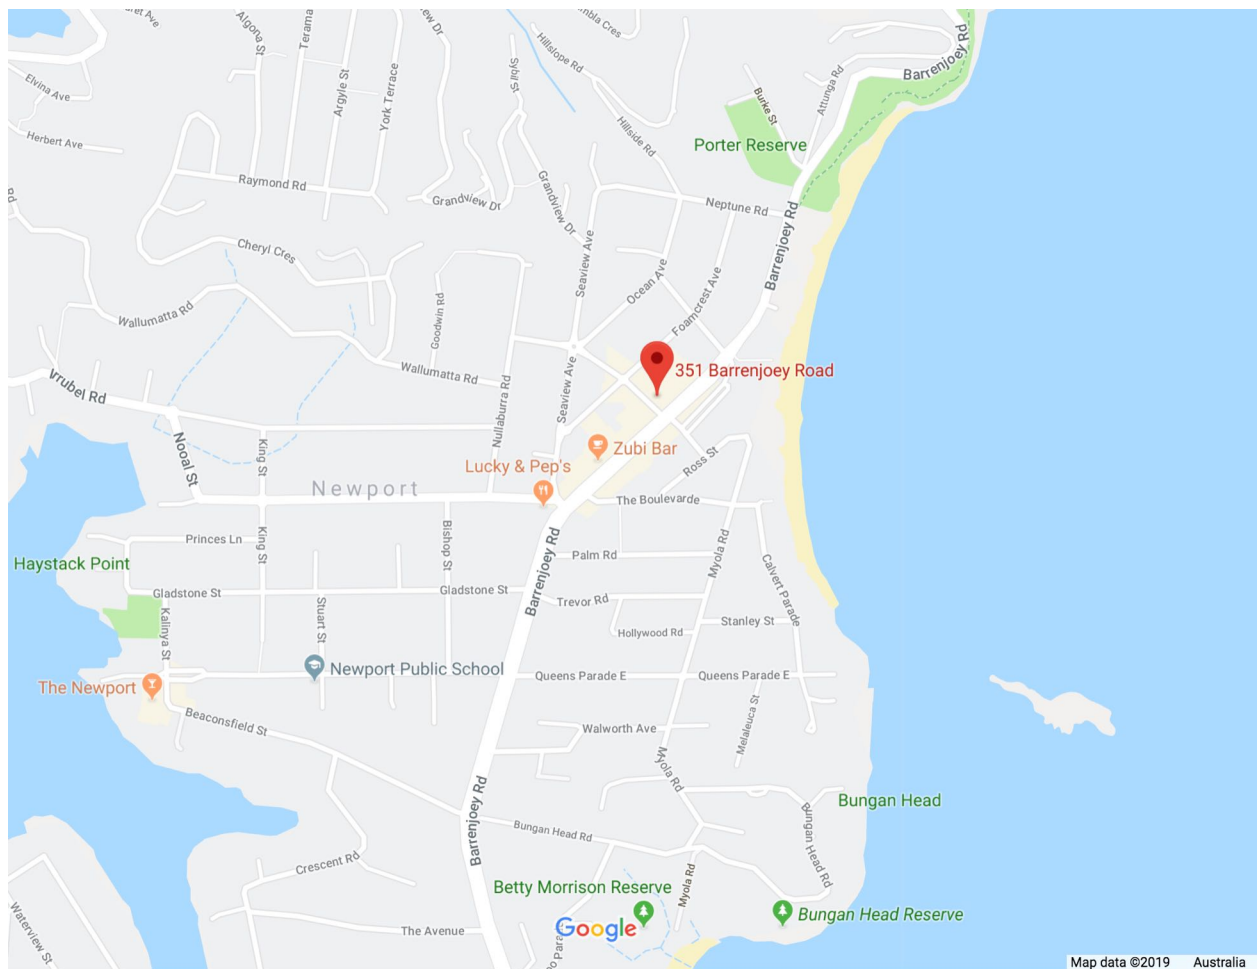 Algona St
Terama
Argyle St
York Terrace
Grandview Dr
Sybil St
Hillslope Rd
Barrenjoey Rd
Elvina Ave
Herbert Ave
Burke St
Attunga Rd
Hillside Rd
Porter Reserve
Raymond Rd
Grandview Dr
Grandview Dr
Neptune Rd
Rd
Cheryl Cres
Seaview Ave
Barrenjoey Rd
Ocean Ave
Foamcrest Ave
Wallumatta Rd
Goodwin Rd
Wallumatta Rd
351 Barrenjoey Road
Irrubel Rd
Nullaburra Rd
Seaview Ave
Nooal St
King St
Zubi Bar
Lucky & Pep's
Ross St
Newport
The Boulevarde
Princes Ln
King St
Bishop St
Barrenjoey Rd
Palm Rd
Myola Rd
Haystack Point
Calvert Parade
Gladstone St
Gladstone St
Trevor Rd
Kalinya St
Stuart St
Stanley St
Hollywood Rd
Newport Public School
Queens Parade E
Queens Parade E
The Newport
Beaconsfield St
Walworth Ave
Melaleuca St
Myola Rd
Barrenjoey Rd
Bungan Head
Bungan Head Rd
Bungan Head Rd
Crescent Rd
Myola Rd
Betty Morrison Reserve
Google
Bungan Head Reserve
Waterview St
The Avenue
Map data ©2019 Australia